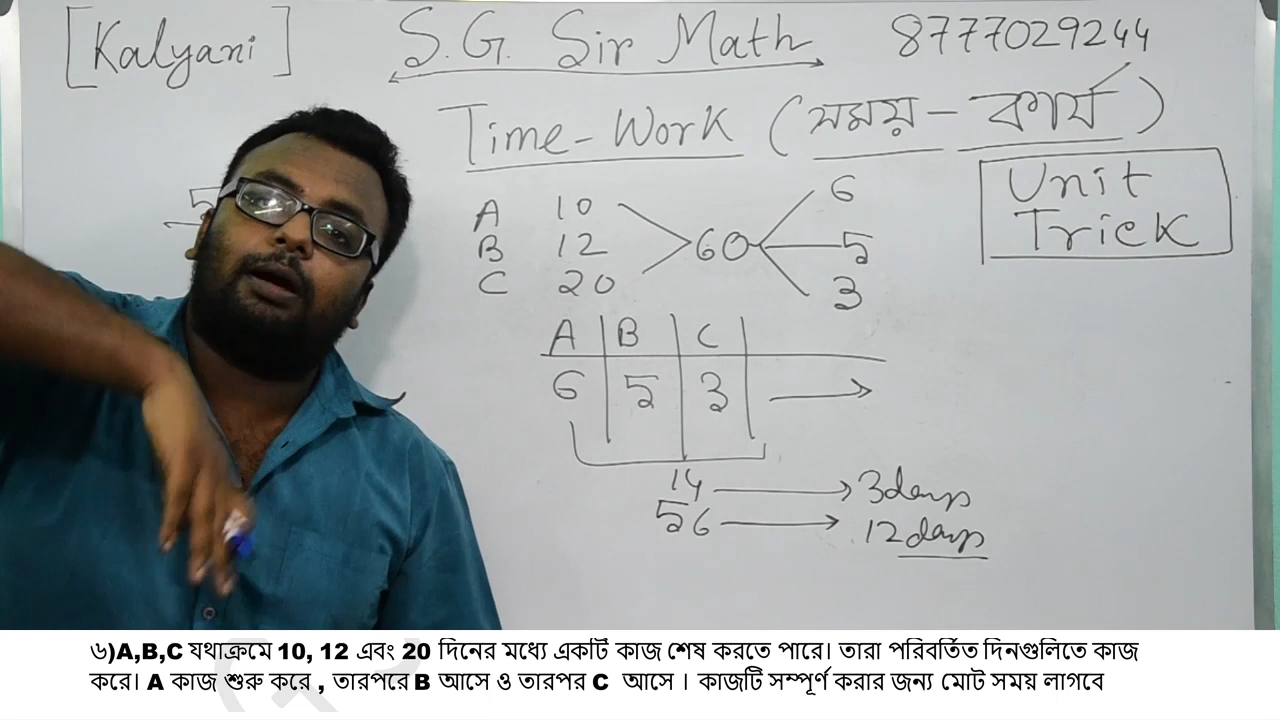 [Kalyani] S.G. Sir Math 8777029244
Time-Work (সময়-কার্য)
Unit
Trick
A 10 6
B 12 60 5
C 20 3
A B C
6 5 3
14 → 3days
56 → 12days
5
৬)A,B,C যথাক্রমে 10, 12 এবং 20 দিনের মধ্যে একটি কাজ শেষ করতে পারে। তারা পরিবর্তিত দিনগুলিতে কাজ
করে। A কাজ শুরু করে , তারপরে B আসে ও তারপর C আসে । কাজটি সম্পূর্ণ করার জন্য মোট সময় লাগবে